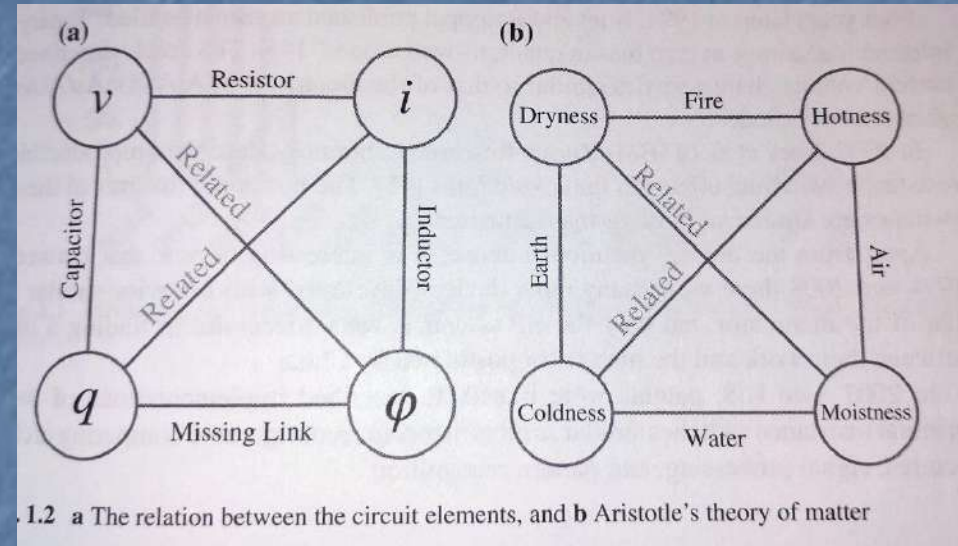 (a)
v
Resistor
i
Capacitor
Related
Related
Inductor
q
Missing Link
φ
(b)
Dryness
Fire
Hotness
Earth
Related
Related
Air
Coldness
Water
Moistness
. 1.2 a The relation between the circuit elements, and b Aristotle's theory of matter